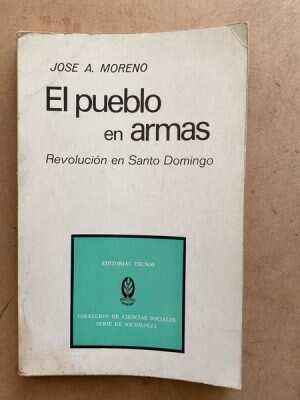 JOSE A. MORENO
El pueblo
en armas
Revolución en Santo Domingo
EDITORIAL TECNOS
COLECCION DE CIENCIAS SOCIALES
SERIE DE SOCIOLOGIA